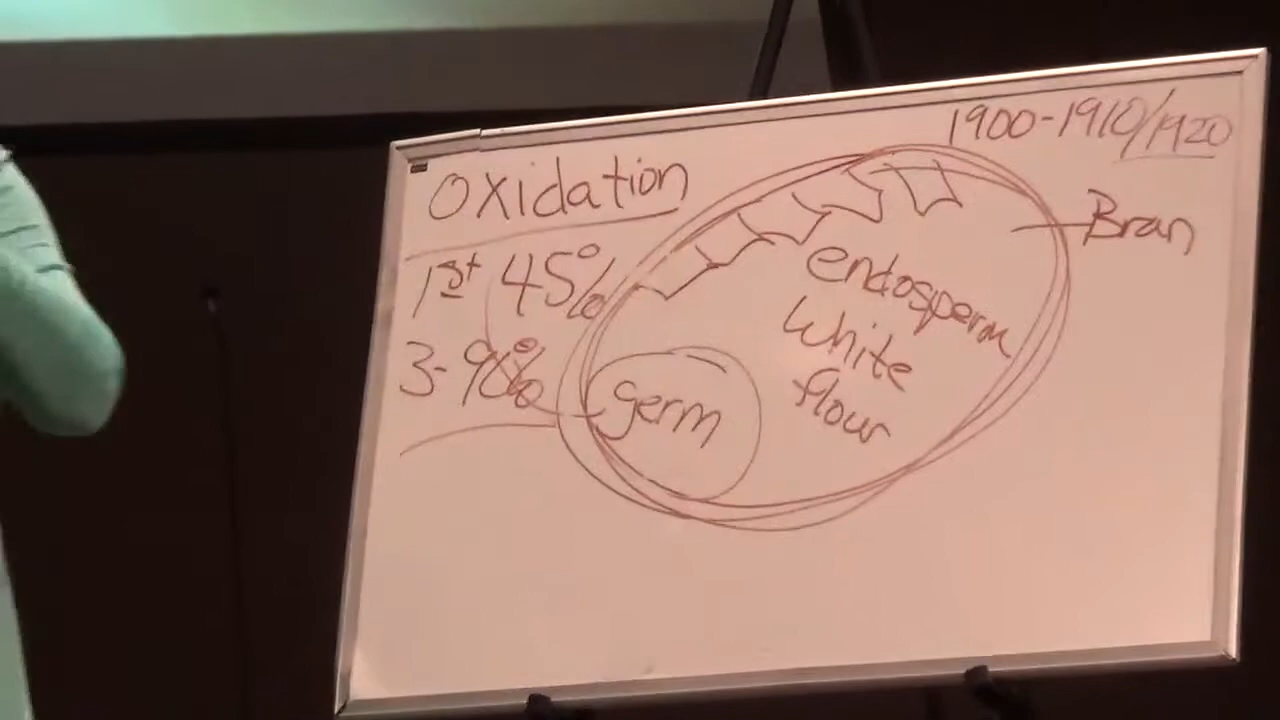 1900-1910/1920
Oxidation
1st 45%
3-90%
Bran
endosperm
White
flour
germ